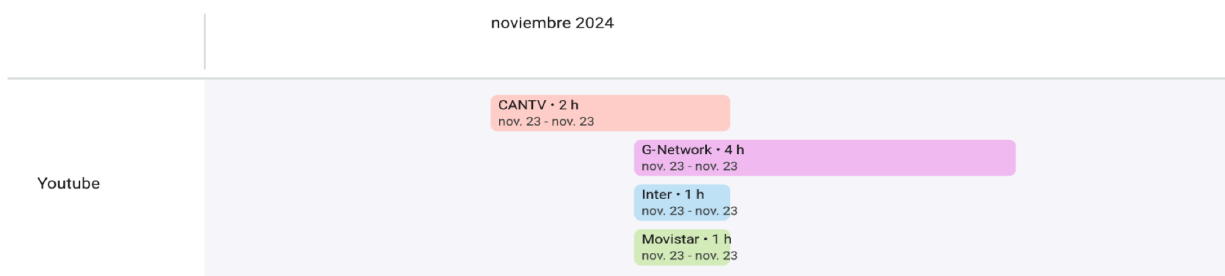 noviembre 2024
CANTV • 2 h
nov. 23 - nov. 23
G-Network • 4 h
nov. 23 - nov. 23
Youtube
Inter • 1 h
nov. 23 - nov. 23
Movistar • 1 h
nov. 23 - nov. 23